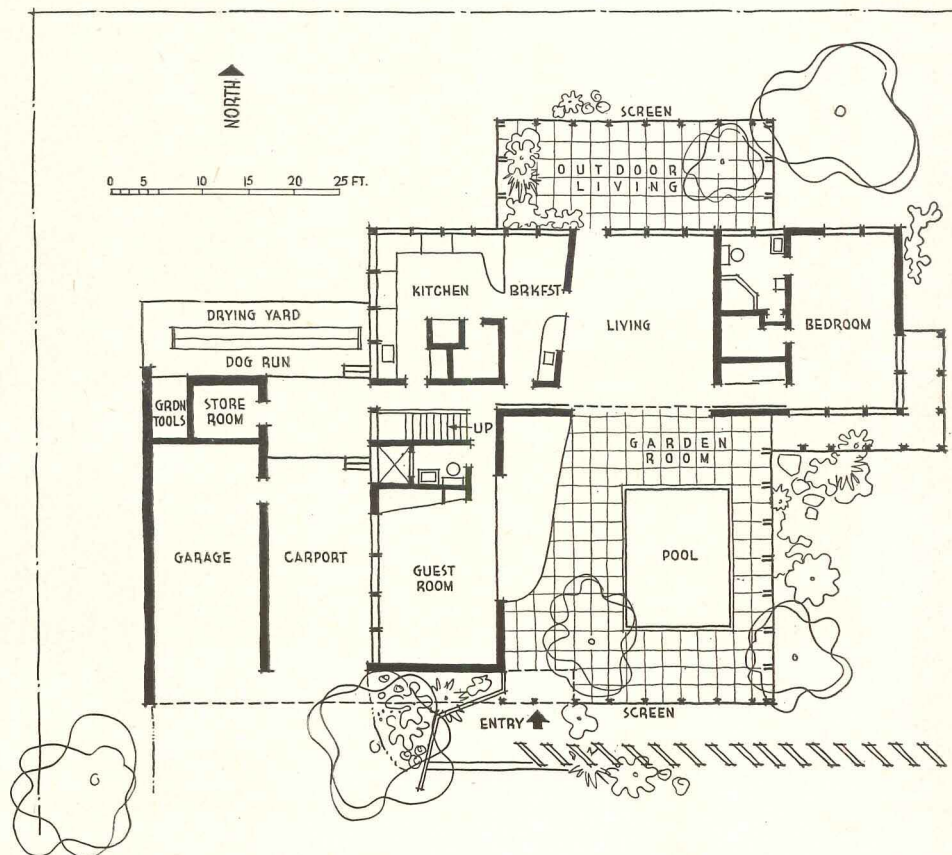 NORTH
SCREEN
0 5 10 15 20 25 FT.
OUTDOOR
LIVING
KITCHEN
BRKFST
LIVING
BEDROOM
DRYING YARD
DOG RUN
GRDN
TOOLS
STORE
ROOM
UP
GARDEN
ROOM
GARAGE
CARPORT
GUEST
ROOM
POOL
ENTRY
SCREEN